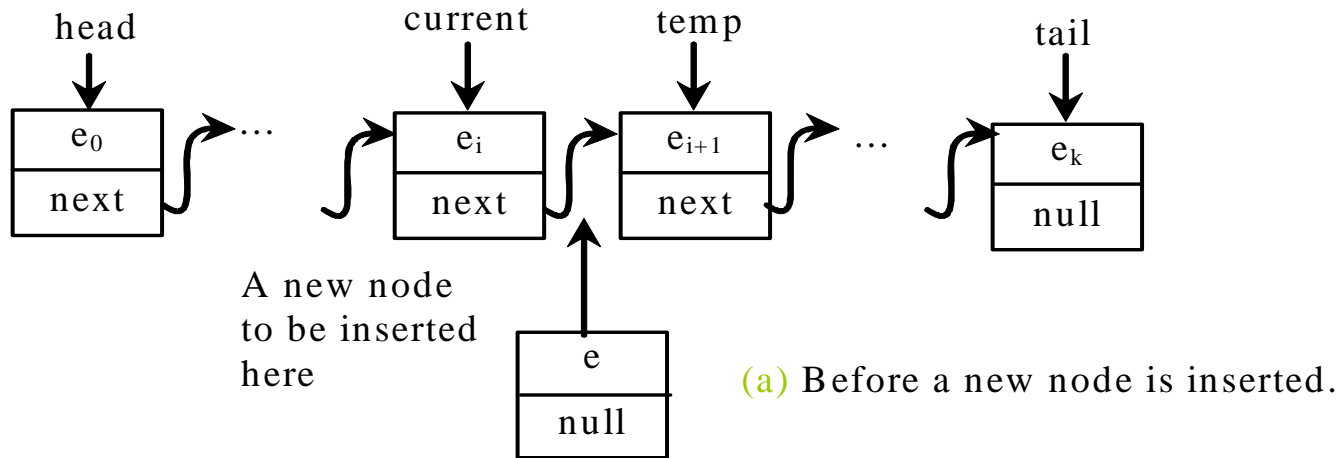 head
current
temp
tail
e₀
...
eᵢ
eᵢ₊₁
...
eₖ
next
next
next
null
A new node
to be inserted
here
e
null
(a) Before a new node is inserted.